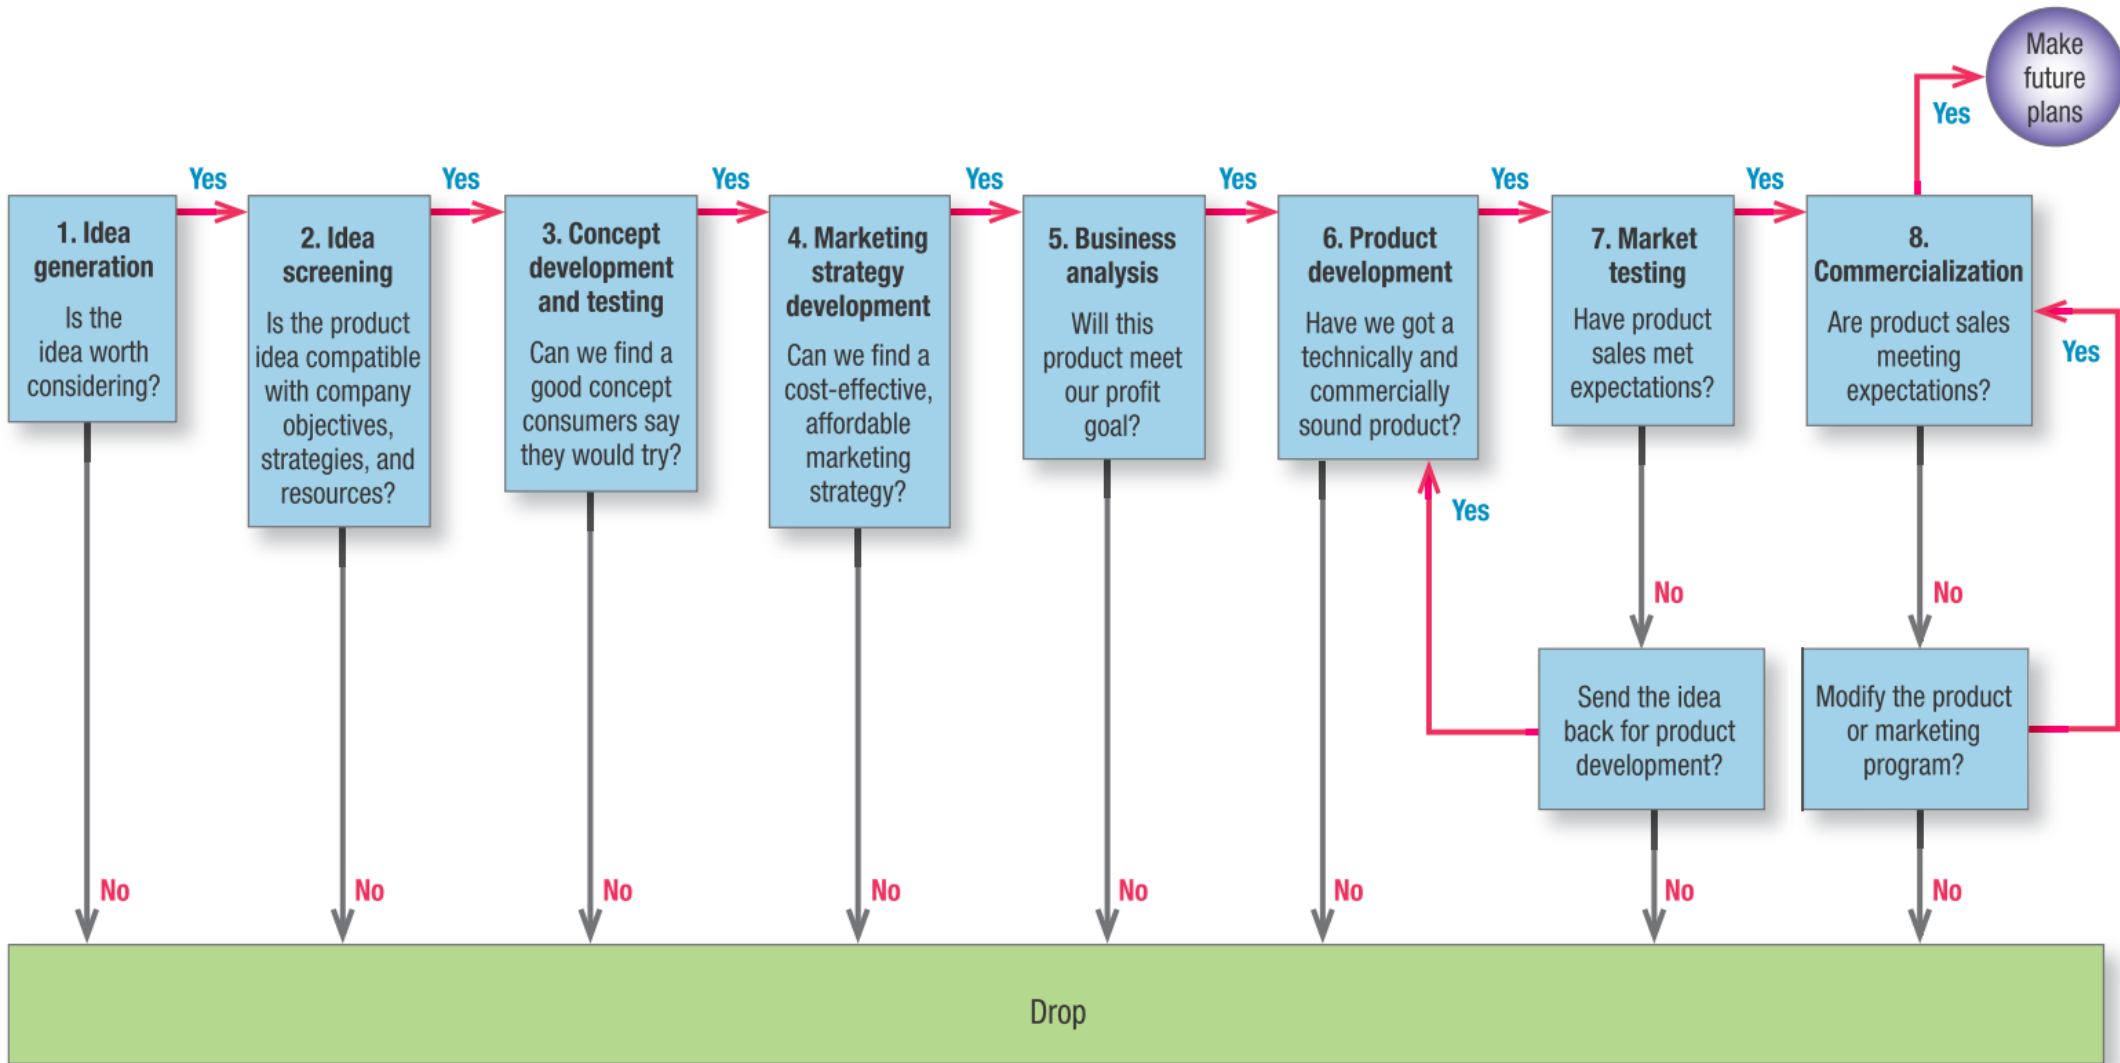 Make
future
plans
Yes
Yes
Yes
Yes
Yes
Yes
Yes
Yes
1. Idea
generation
Is the
idea worth
considering?
2. Idea
screening
Is the product
idea compatible
with company
objectives,
strategies, and
resources?
3. Concept
development
and testing
Can we find a
good concept
consumers say
they would try?
4. Marketing
strategy
development
Can we find a
cost-effective,
affordable
marketing
strategy?
5. Business
analysis
Will this
product meet
our profit
goal?
6. Product
development
Have we got a
technically and
commercially
sound product?
7. Market
testing
Have product
sales met
expectations?
8.
Commercialization
Are product sales
meeting
expectations?
Yes
Yes
No
No
Send the idea
back for product
development?
Modify the product
or marketing
program?
No
No
No
No
No
No
No
No
Drop